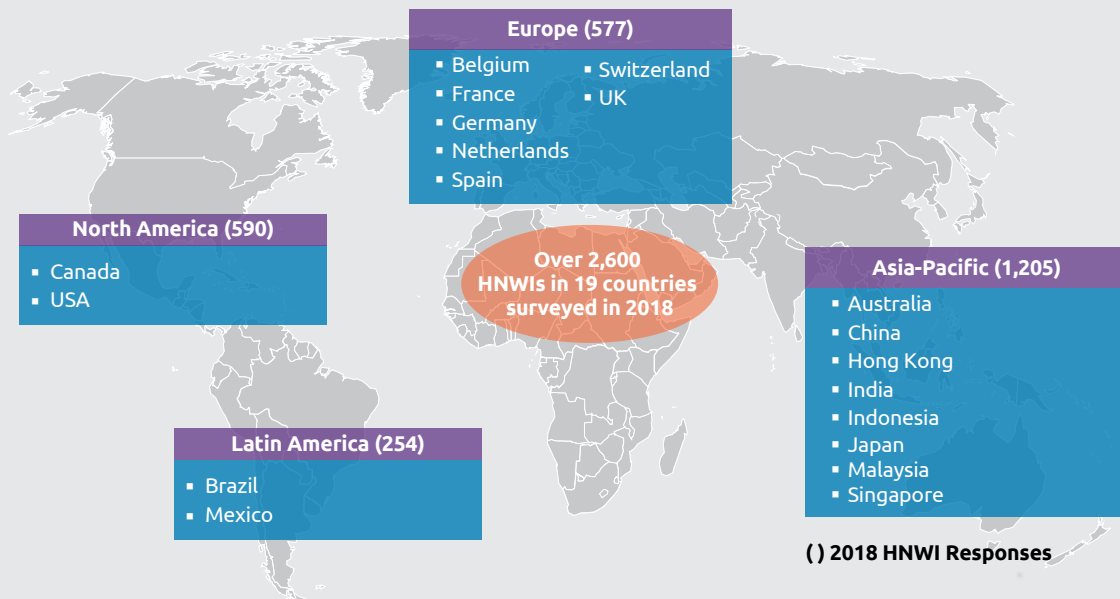 Europe (577)
▪ Belgium
▪ France
▪ Germany
▪ Netherlands
▪ Spain
▪ Switzerland
▪ UK
North America (590)
▪ Canada
▪ USA
Over 2,600
HNWIs in 19 countries
surveyed in 2018
Asia-Pacific (1,205)
▪ Australia
▪ China
▪ Hong Kong
▪ India
▪ Indonesia
▪ Japan
▪ Malaysia
▪ Singapore
Latin America (254)
▪ Brazil
▪ Mexico
( ) 2018 HNWI Responses